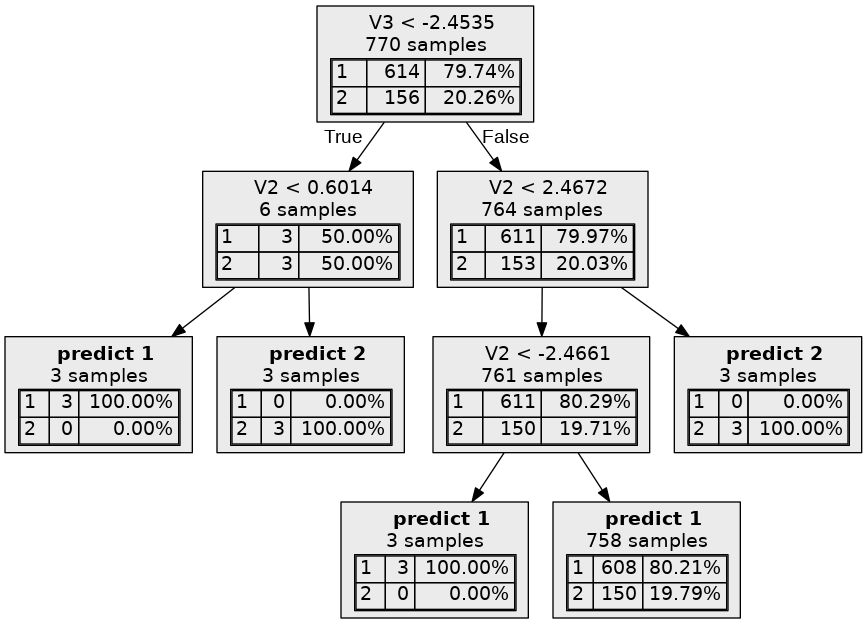 V3 < -2.4535
770 samples
1 614 79.74%
2 156 20.26%
True
False
V2 < 0.6014
6 samples
1 3 50.00%
2 3 50.00%
V2 < 2.4672
764 samples
1 611 79.97%
2 153 20.03%
predict 1
3 samples
1 3 100.00%
2 0 0.00%
predict 2
3 samples
1 0 0.00%
2 3 100.00%
V2 < -2.4661
761 samples
1 611 80.29%
2 150 19.71%
predict 2
3 samples
1 0 0.00%
2 3 100.00%
predict 1
3 samples
1 3 100.00%
2 0 0.00%
predict 1
758 samples
1 608 80.21%
2 150 19.79%